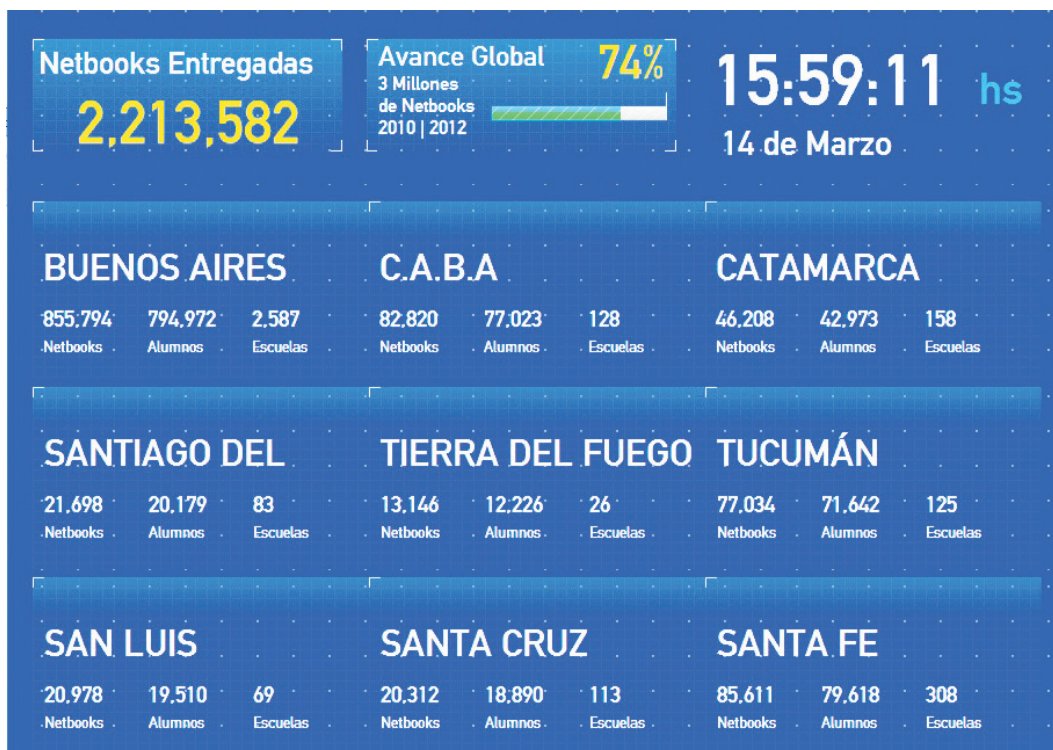 Netbooks Entregadas
2,213,582
Avance Global 74%
3 Millones
de Netbooks
2010 | 2012
15:59:11 hs
14 de Marzo
BUENOS AIRES
855,794 794,972 2,587
Netbooks Alumnos Escuelas
C.A.B.A
82,820 77,023 128
Netbooks Alumnos Escuelas
CATAMARCA
46,208 42,973 158
Netbooks Alumnos Escuelas
SANTIAGO DEL
21,698 20,179 83
Netbooks Alumnos Escuelas
TIERRA DEL FUEGO
13,146 12,226 26
Netbooks Alumnos Escuelas
TUCUMÁN
77,034 71,642 125
Netbooks Alumnos Escuelas
SAN LUIS
20,978 19,510 69
Netbooks Alumnos Escuelas
SANTA CRUZ
20,312 18,890 113
Netbooks Alumnos Escuelas
SANTA FE
85,611 79,618 308
Netbooks Alumnos Escuelas